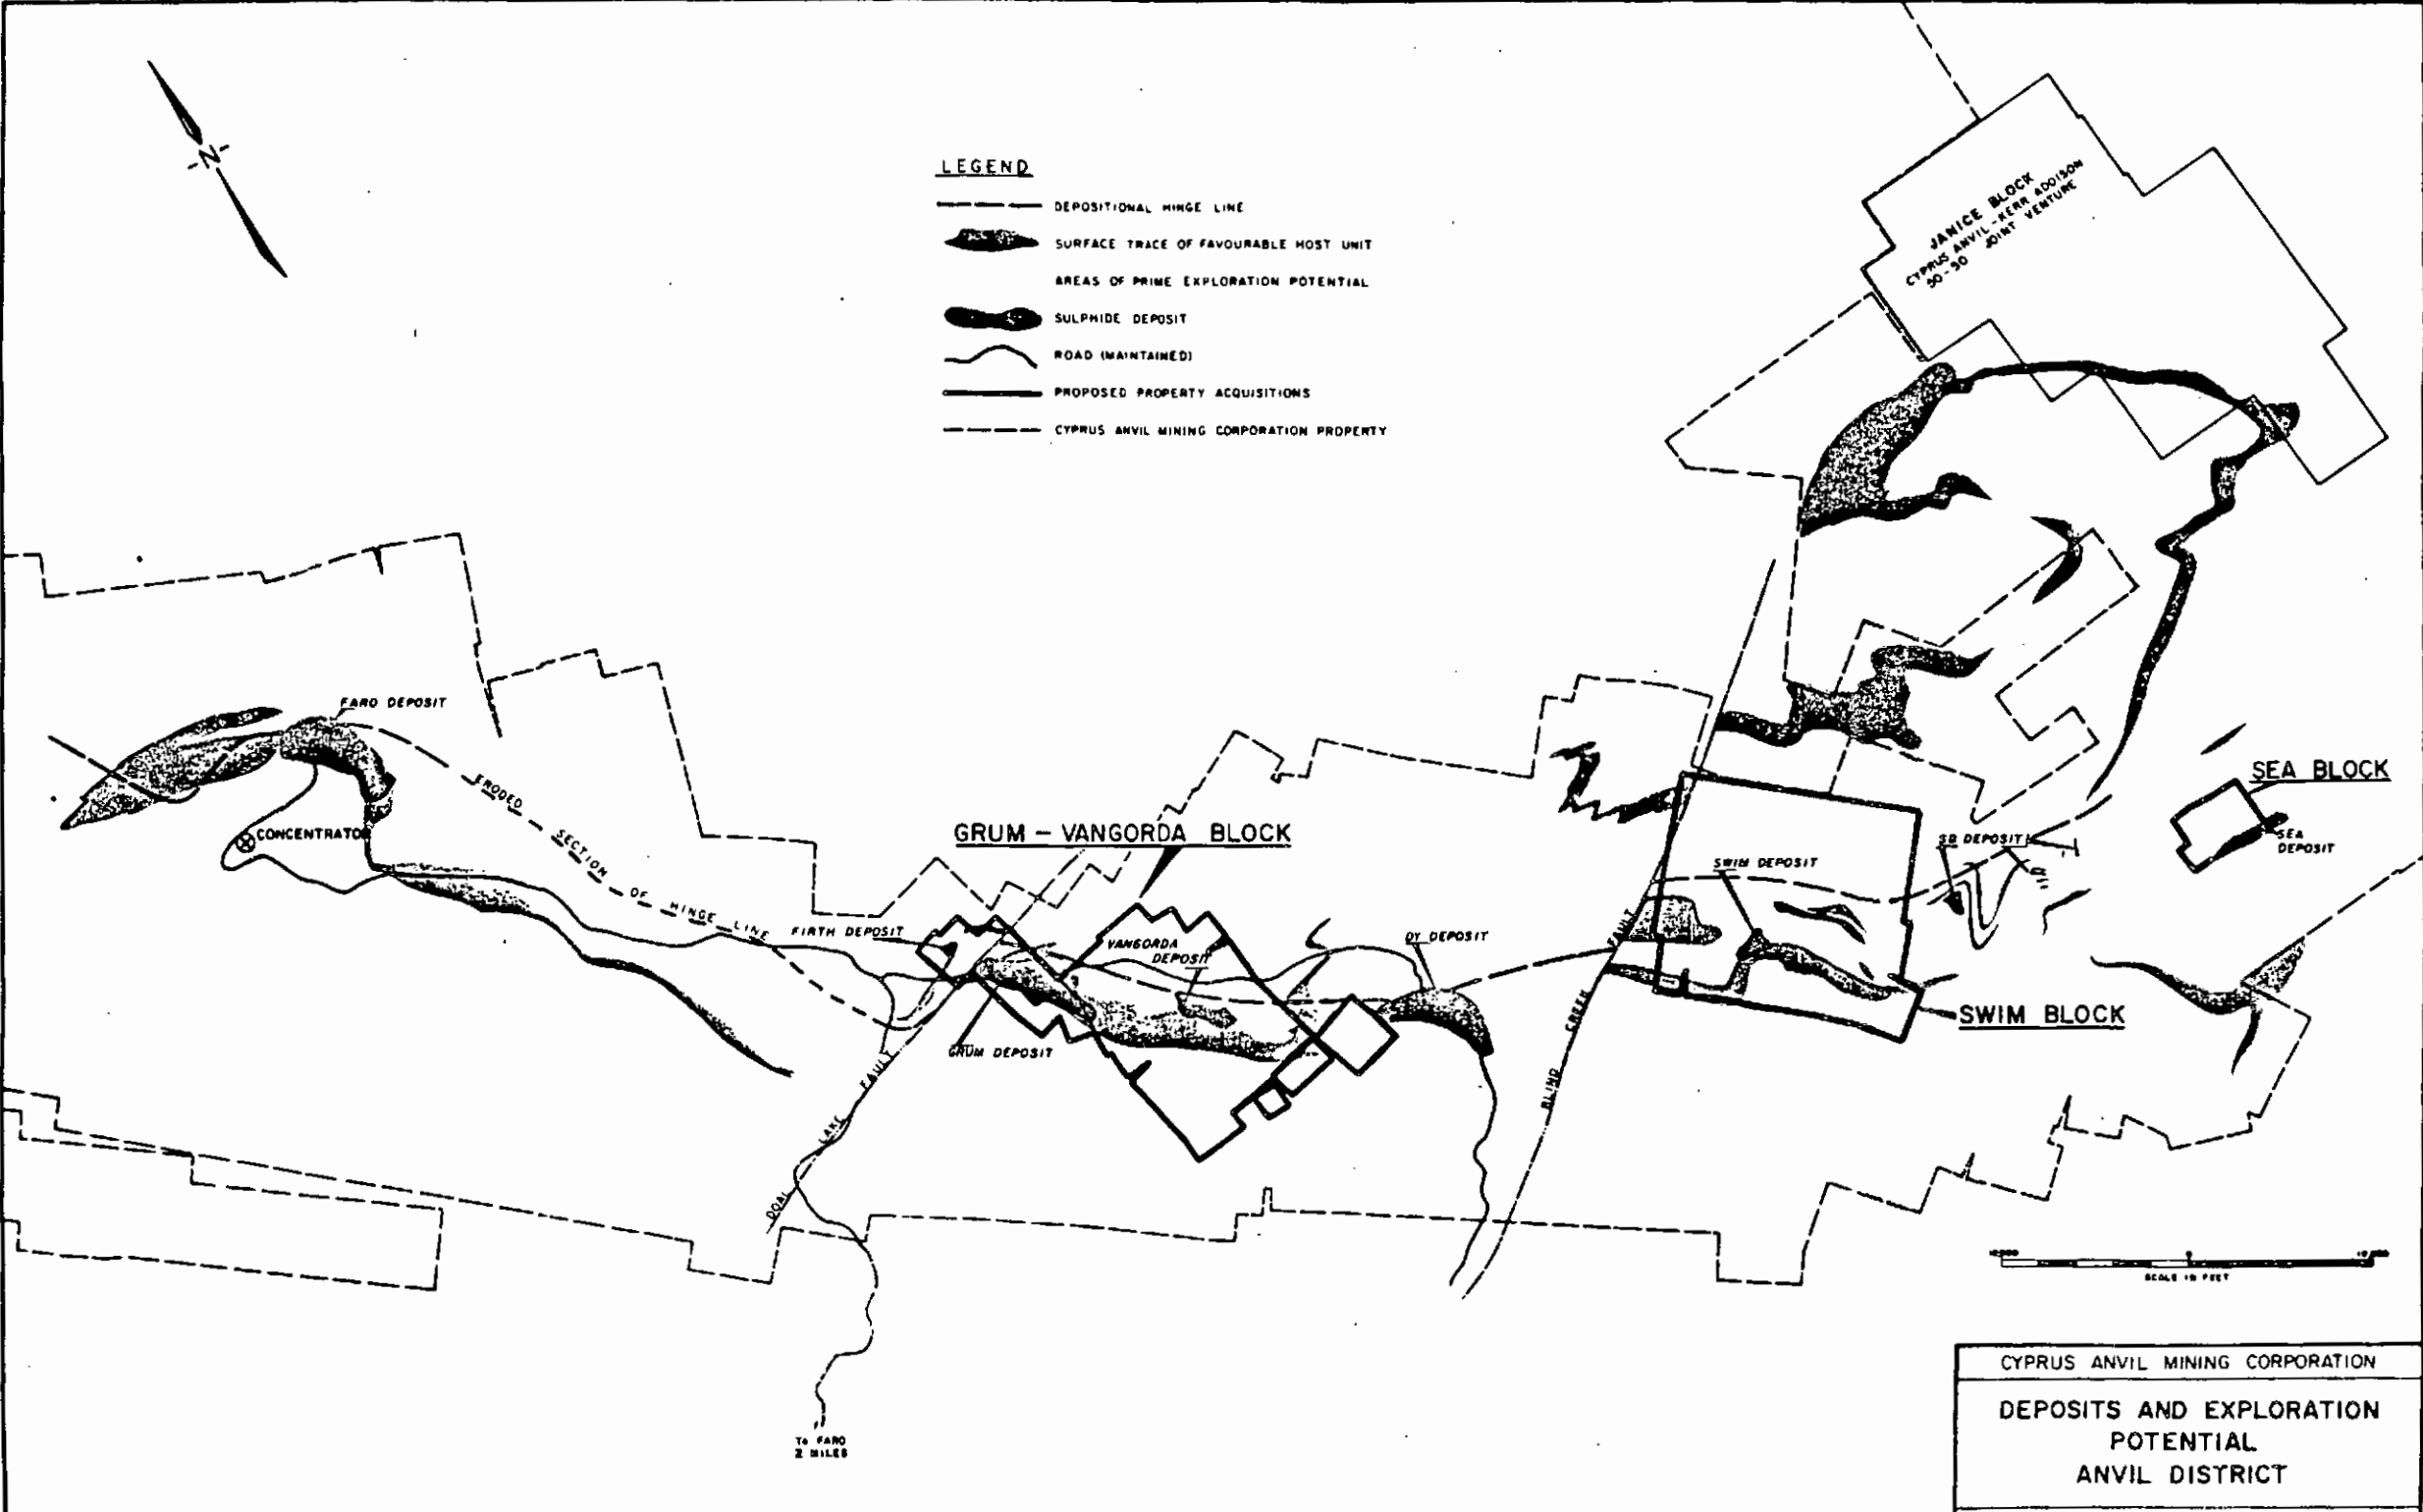 N
LEGEND
DEPOSITIONAL HINGE LINE
SURFACE TRACE OF FAVOURABLE HOST UNIT
AREAS OF PRIME EXPLORATION POTENTIAL
SULPHIDE DEPOSIT
ROAD (MAINTAINED)
PROPOSED PROPERTY ACQUISITIONS
CYPRUS ANVIL MINING CORPORATION PROPERTY
JANICE BLOCK
CYPRUS ANVIL - KERR ADDISON
50-50 JOINT VENTURE
FARO DEPOSIT
CONCENTRATOR
ERODED SECTION OF HINGE LINE
GRUM - VANGORDA BLOCK
FIRTH DEPOSIT
VANGORDA
DEPOSIT
GRUM DEPOSIT
DY DEPOSIT
SWIM DEPOSIT
SB DEPOSIT
SEA BLOCK
SEA
DEPOSIT
SWIM BLOCK
BLIND CREEK FAULT
LAKE FAULT
SCALE IN FEET
To FARO
2 MILES
CYPRUS ANVIL MINING CORPORATION
DEPOSITS AND EXPLORATION
POTENTIAL
ANVIL DISTRICT